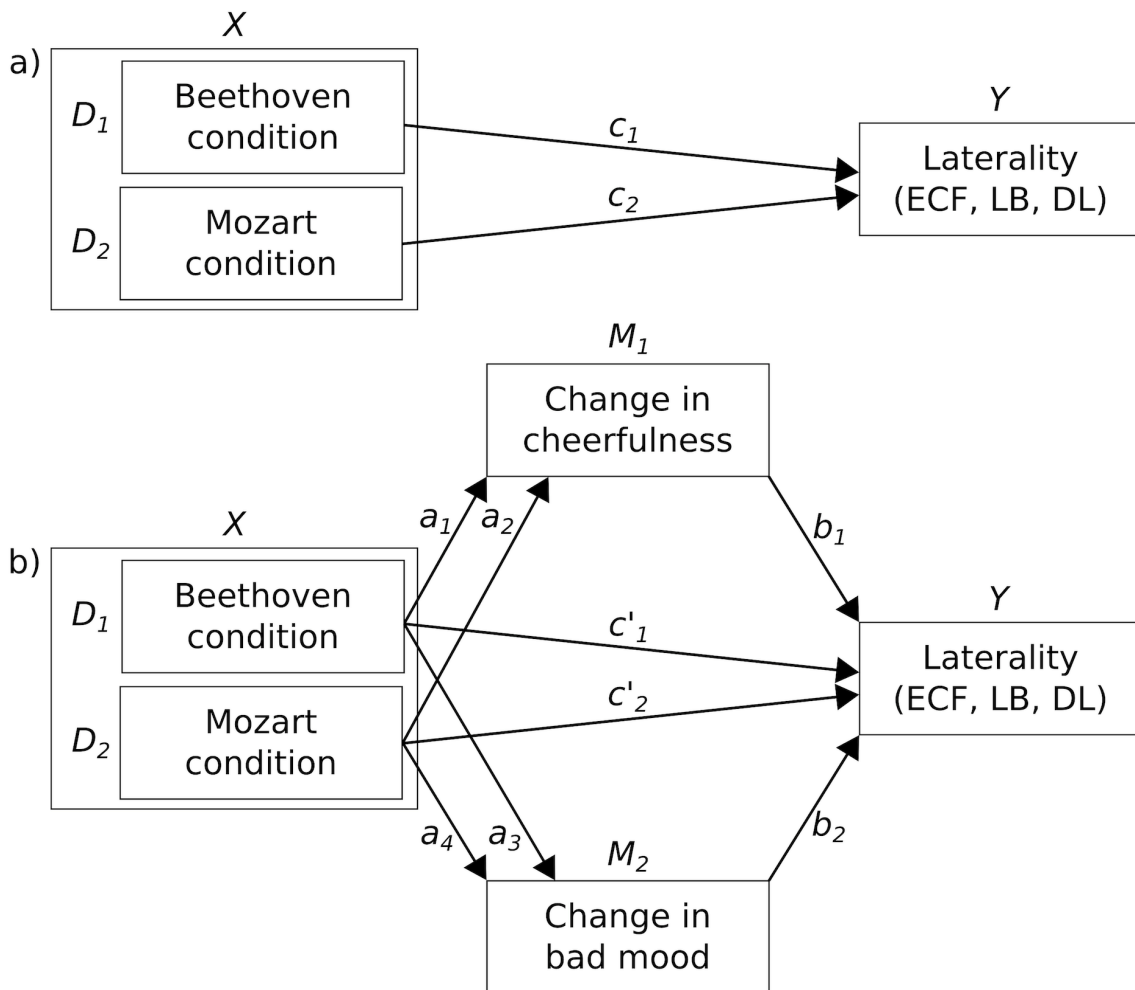 X
a)
D1
Beethoven
condition
D2
Mozart
condition
c1
c2
Y
Laterality
(ECF, LB, DL)
M1
Change in
cheerfulness
a1
a2
b1
X
b)
D1
Beethoven
condition
D2
Mozart
condition
c'1
c'2
Y
Laterality
(ECF, LB, DL)
a4
a3
b2
M2
Change in
bad mood